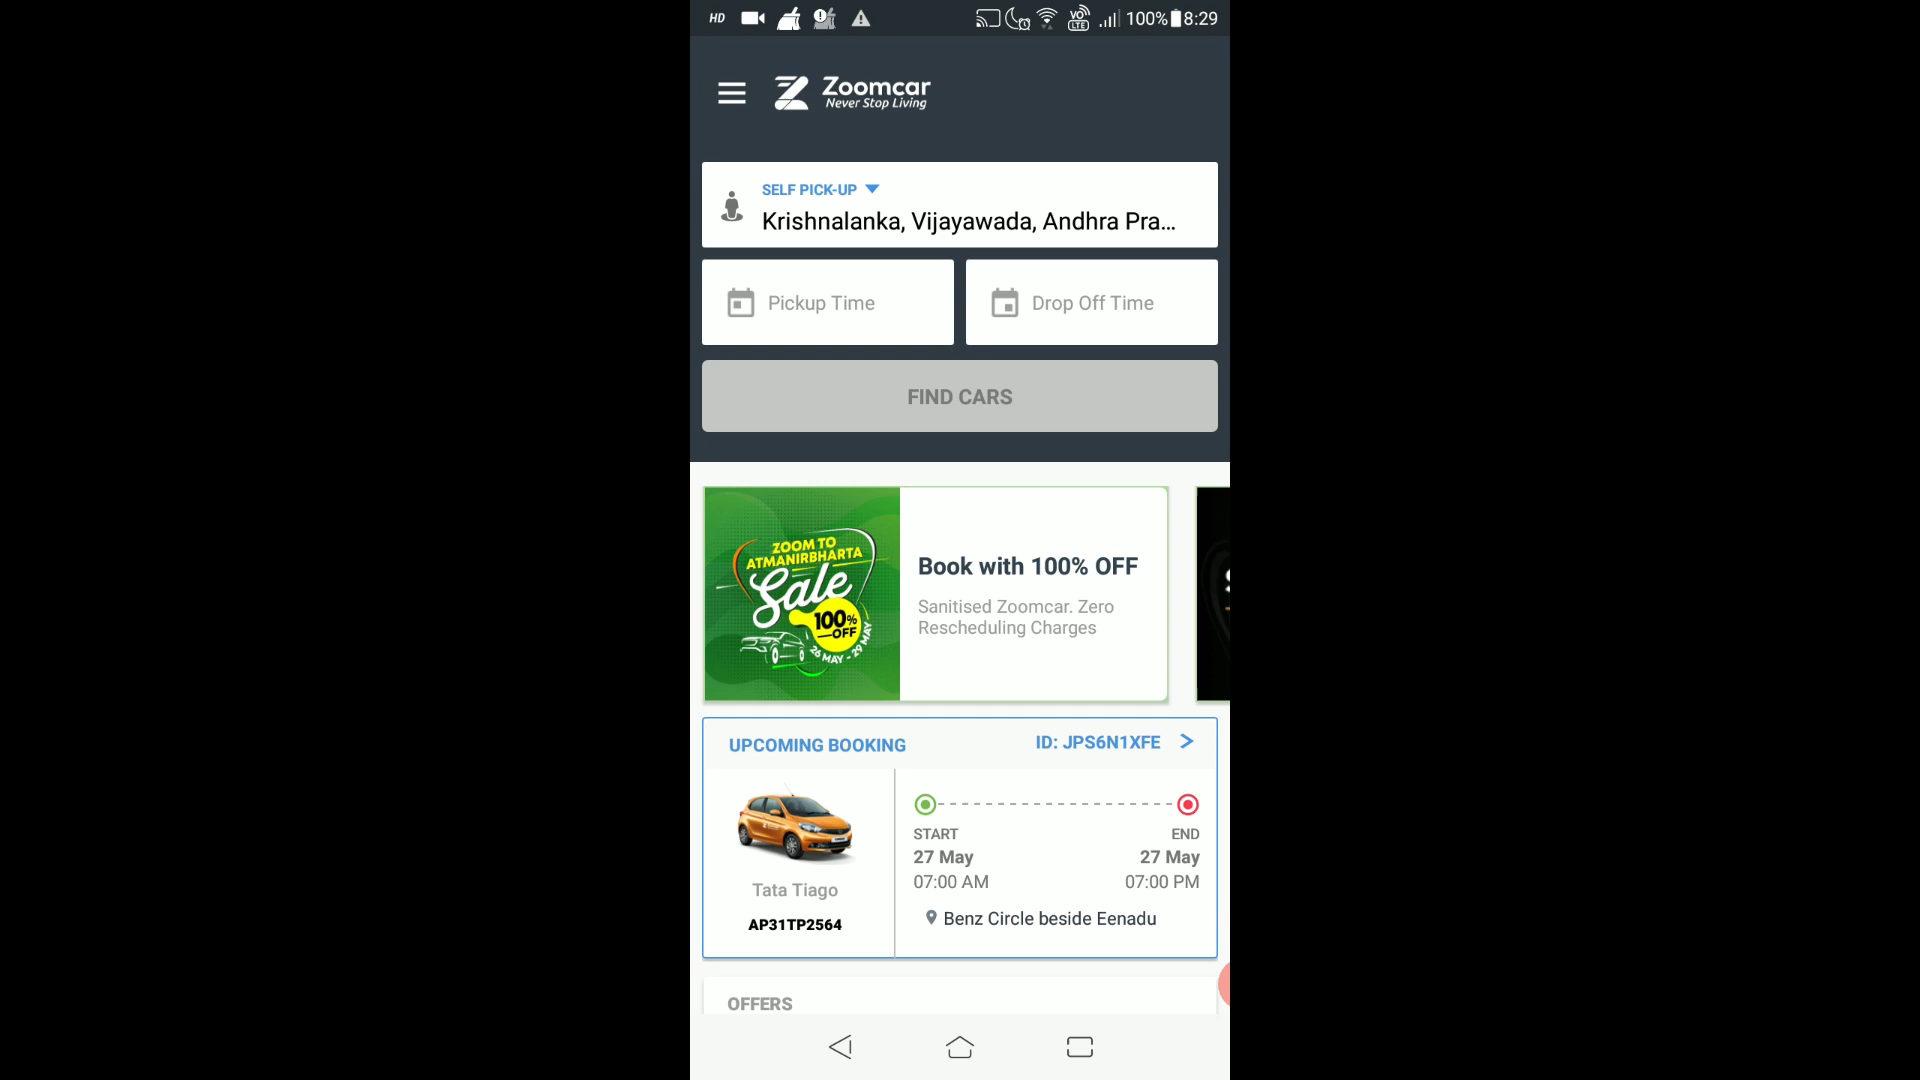 HD
VO LTE
100% 8:29
Zoomcar
Never Stop Living
SELF PICK-UP
Krishnalanka, Vijayawada, Andhra Pra...
Pickup Time
Drop Off Time
FIND CARS
ZOOM TO
ATMANIRBHARTA
Sale
100%
OFF
26 MAY - 29 MAY
Book with 100% OFF
Sanitised Zoomcar. Zero
Rescheduling Charges
UPCOMING BOOKING
ID: JPS6N1XFE >
START
END
27 May
27 May
07:00 AM
07:00 PM
Benz Circle beside Eenadu
Tata Tiago
AP31TP2564
OFFERS